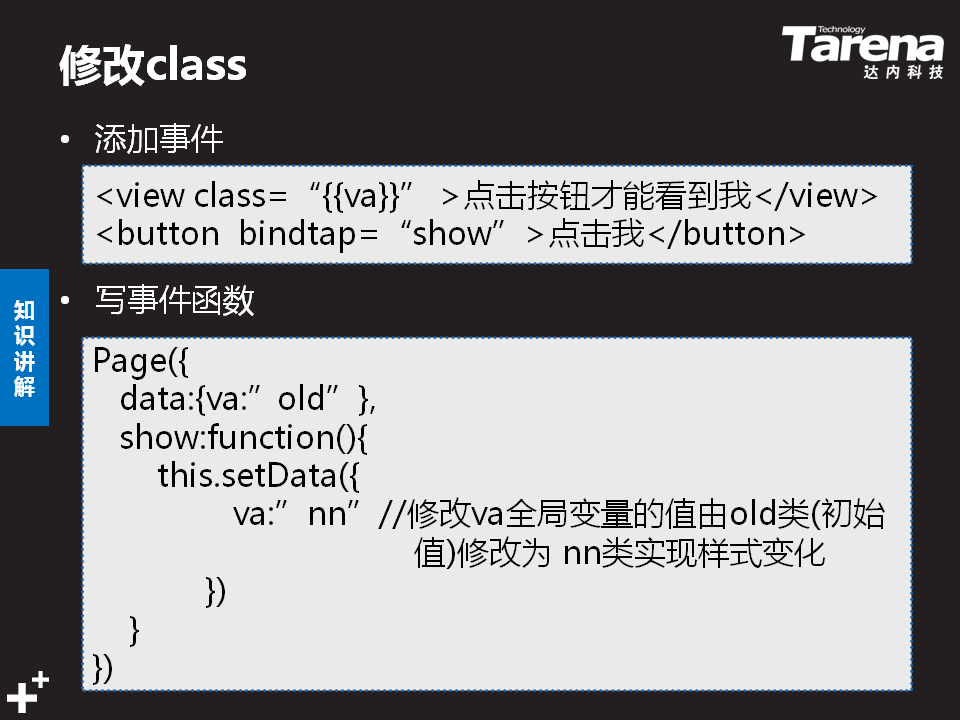 修改class
Technology
Tarena
达内科技
• 添加事件
<view class=“{{va}}” >点击按钮才能看到我</view>
<button bindtap=“show”>点击我</button>
知识讲解
• 写事件函数
Page({
data:{va:”old”},
show:function(){
this.setData({
va:”nn” //修改va全局变量的值由old类(初始
值)修改为 nn类实现样式变化
})
}
})